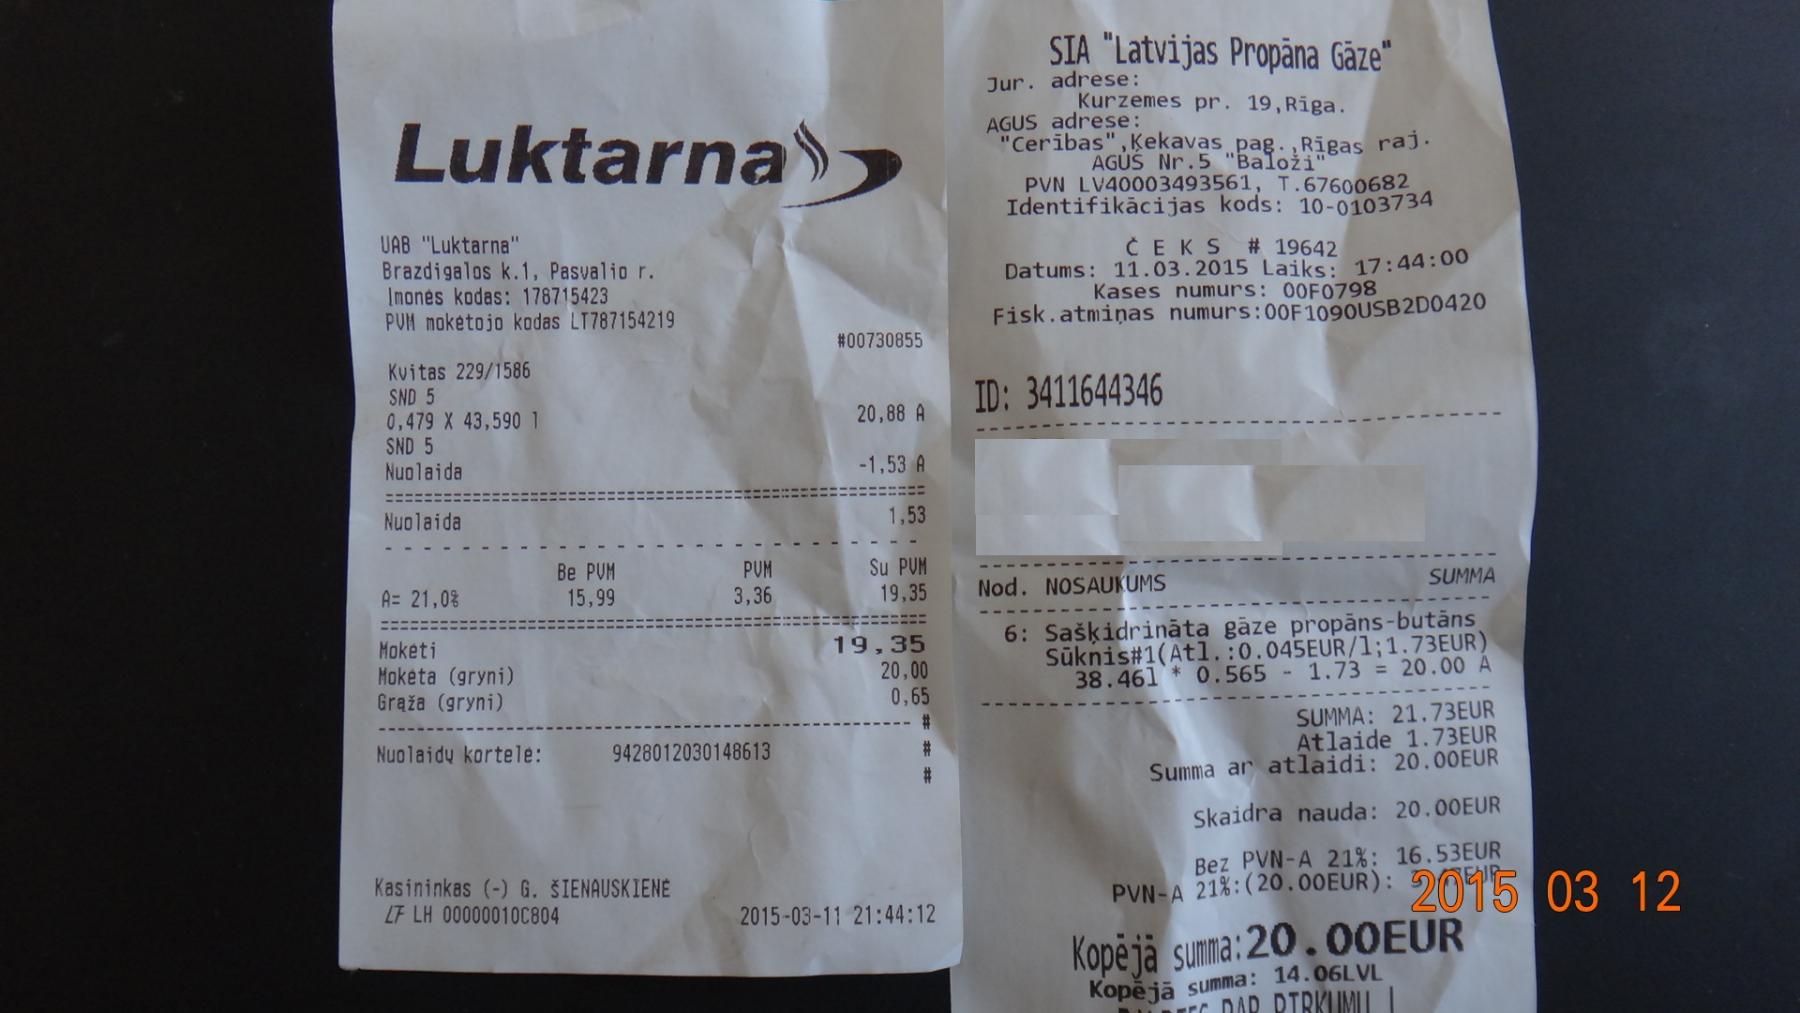 Luktarna
UAB "Luktarna"
Brazdigalos k.1, Pasvalio r.
Imonės kodas: 178715423
PVM mokėtojo kodas LT787154219
#00730855
Kvitas 229/1586
SND 5
0,479 X 43,590 l
20,88 A
SND 5
Nuolaida -1,53 A
Nuolaida 1,53
Be PVM PVM Su PVM
A= 21,0% 15,99 3,36 19,35
Mokėti 19,35
Mokėta (gryni) 20,00
Grąža (gryni) 0,65
#
Nuolaidų kortelė: 9428012030148613 #
#
Kasininkas (-) G. ŠIENAUSKIENĖ
LF LH 00000010C804 2015-03-11 21:44:12
SIA "Latvijas Propāna Gāze"
Jur. adrese:
Kurzemes pr. 19,Rīga.
AGUS adrese:
"Cerības",Ķekavas pag.,Rīgas raj.
AGUS Nr.5 "Baloži"
PVN LV40003493561, T.67600682
Identifikācijas kods: 10-0103734
Č E K S # 19642
Datums: 11.03.2015 Laiks: 17:44:00
Kases numurs: 00F0798
Fisk.atmiņas numurs:00F1090USB2D0420
ID: 3411644346
Nod. NOSAUKUMS SUMMA
6: Sašķidrināta gāze propāns-butāns
Sūknis#1(Atl.:0.045EUR/l;1.73EUR)
38.46l * 0.565 - 1.73 = 20.00 A
SUMMA: 21.73EUR
Atlaide 1.73EUR
Summa ar atlaidi: 20.00EUR
Skaidra nauda: 20.00EUR
Bez PVN-A 21%: 16.53EUR
PVN-A 21%:(20.00EUR):
2015 03 12
Kopējā summa:20.00EUR
Kopējā summa: 14.06LVL
PAR PIRKUMU !